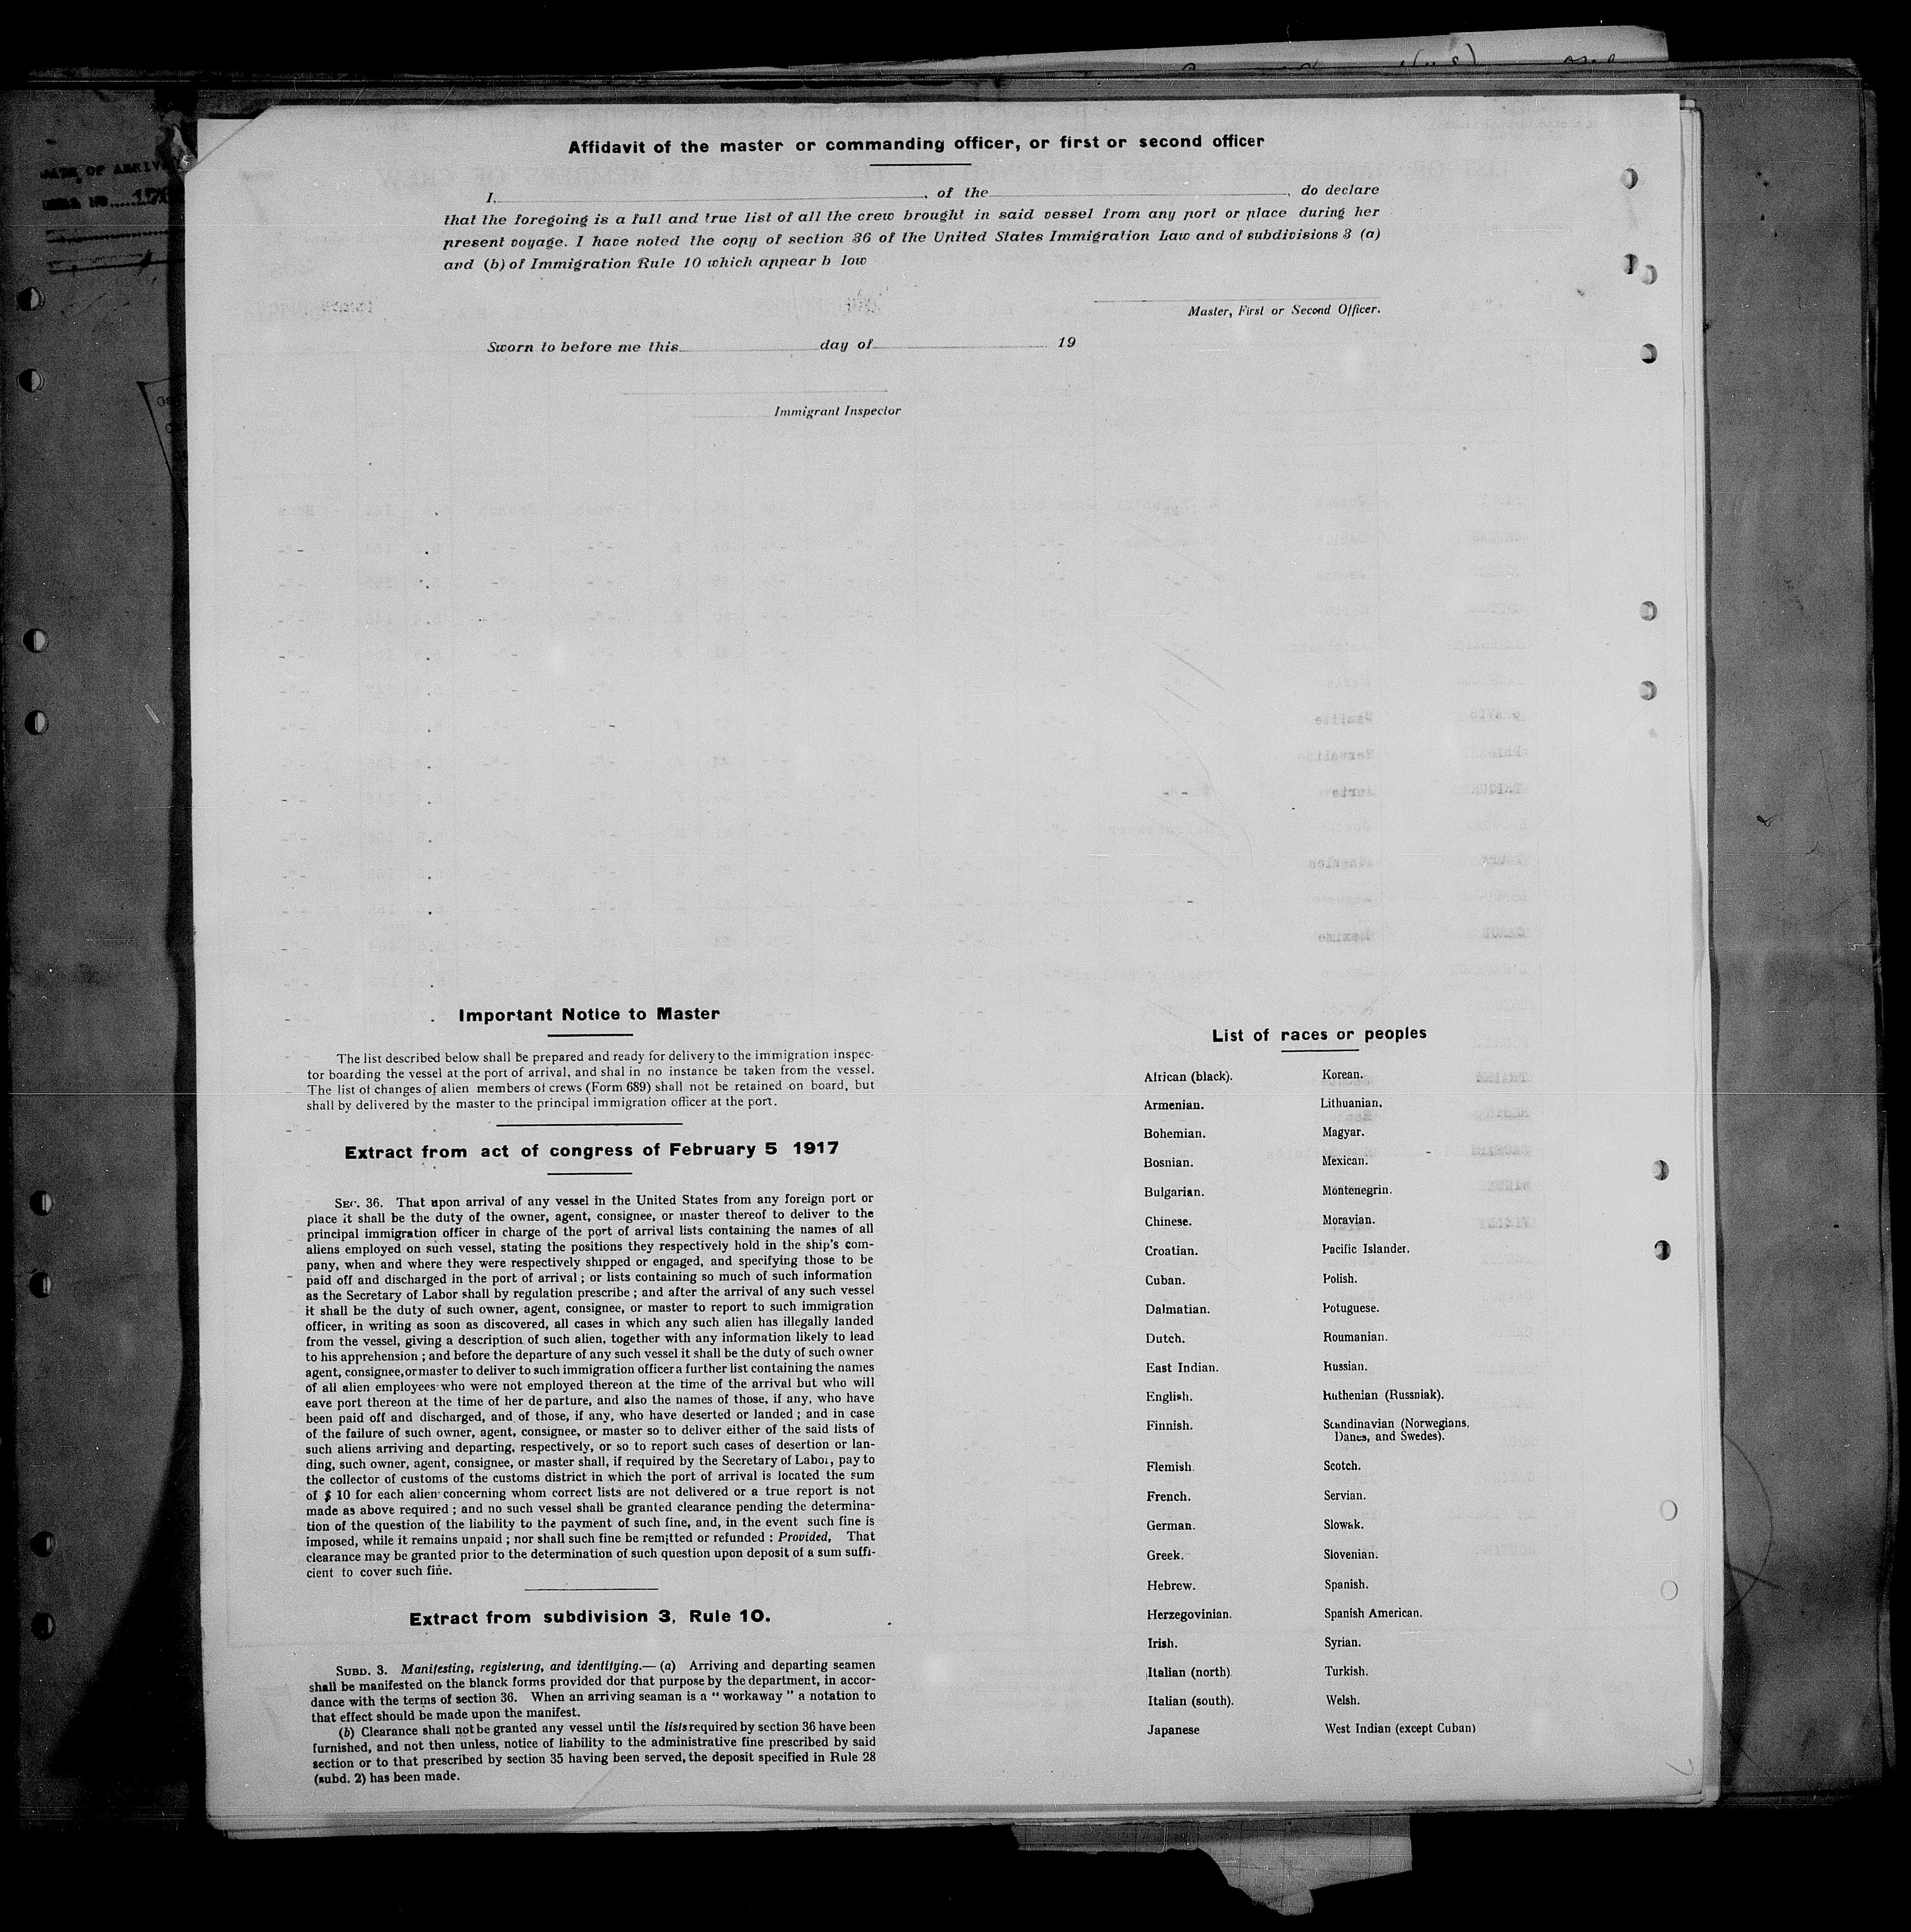 Affidavit of the master or commanding officer, or first or second officer
I, , of the , do declare
that the foregoing is a full and true list of all the crew brought in said vessel from any port or place during her
present voyage. I have noted the copy of section 36 of the United States Immigration Law and of subdivisions 3 (a)
and (b) of Immigration Rule 10 which appear b low
Master, First or Second Officer.
Sworn to before me this day of 19
Immigrant Inspector
Important Notice to Master
The list described below shall be prepared and ready for delivery to the immigration inspec-
tor boarding the vessel at the port of arrival, and shal in no instance be taken from the vessel.
The list of changes of alien members of crews (Form 689) shall not be retained on board, but
shall by delivered by the master to the principal immigration officer at the port.
Extract from act of congress of February 5 1917
SEC. 36. That upon arrival of any vessel in the United States from any foreign port or
place it shall be the duty of the owner, agent, consignee, or master thereof to deliver to the
principal immigration officer in charge of the port of arrival lists containing the names of all
aliens employed on such vessel, stating the positions they respectively hold in the ship's com-
pany, when and where they were respectively shipped or engaged, and specifying those to be
paid off and discharged in the port of arrival ; or lists containing so much of such information
as the Secretary of Labor shall by regulation prescribe ; and after the arrival of any such vessel
it shall be the duty of such owner, agent, consignee, or master to report to such immigration
officer, in writing as soon as discovered, all cases in which any such alien has illegally landed
from the vessel, giving a description of such alien, together with any information likely to lead
to his apprehension ; and before the departure of any such vessel it shall be the duty of such owner
agent, consignee, or master to deliver to such immigration officer a further list containing the names
of all alien employees who were not employed thereon at the time of the arrival but who will
eave port thereon at the time of her departure, and also the names of those, if any, who have
been paid off and discharged, and of those, if any, who have deserted or landed ; and in case
of the failure of such owner, agent, consignee, or master so to deliver either of the said lists of
such aliens arriving and departing, respectively, or so to report such cases of desertion or lan-
ding, such owner, agent, consignee, or master shall, if required by the Secretary of Labor, pay to
the collector of customs of the customs district in which the port of arrival is located the sum
of $ 10 for each alien concerning whom correct lists are not delivered or a true report is not
made as above required ; and no such vessel shall be granted clearance pending the determina-
tion of the question of the liability to the payment of such fine, and, in the event such fine is
imposed, while it remains unpaid ; nor shall such fine be remitted or refunded : Provided, That
clearance may be granted prior to the determination of such question upon deposit of a sum suffi-
cient to cover such fine.
Extract from subdivision 3, Rule 10.
SUBD. 3. Manifesting, registering, and identifying.— (a) Arriving and departing seamen
shall be manifested on the blanck forms provided dor that purpose by the department, in accor-
dance with the terms of section 36. When an arriving seaman is a " workaway " a notation to
that effect should be made upon the manifest.
(b) Clearance shall not be granted any vessel until the lists required by section 36 have been
furnished, and not then unless, notice of liability to the administrative fine prescribed by said
section or to that prescribed by section 35 having been served, the deposit specified in Rule 28
(subd. 2) has been made.
List of races or peoples
African (black). Korean.
Armenian. Lithuanian.
Bohemian. Magyar.
Bosnian. Mexican.
Bulgarian. Montenegrin.
Chinese. Moravian.
Croatian. Pacific Islander.
Cuban. Polish.
Dalmatian. Potuguese.
Dutch. Roumanian.
East Indian. Russian.
English. Ruthenian (Russniak).
Finnish. Scandinavian (Norwegians,
Danes, and Swedes).
Flemish Scotch.
French. Servian.
German. Slowak.
Greek. Slovenian.
Hebrew. Spanish.
Herzegovinian. Spanish American.
Irish. Syrian.
Italian (north) Turkish.
Italian (south). Welsh.
Japanese West Indian (except Cuban)